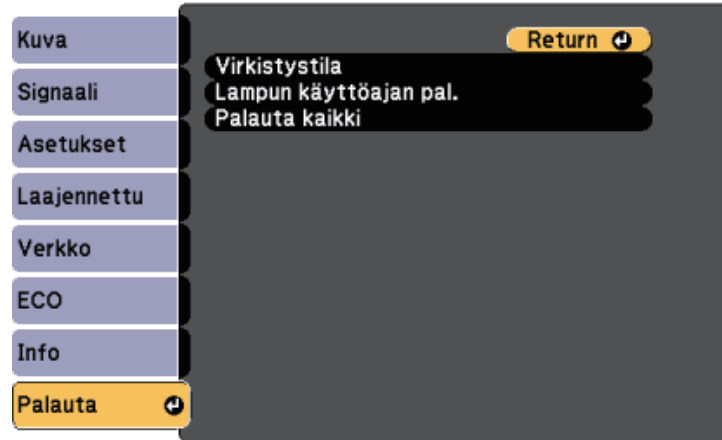 Kuva
Signaali
Asetukset
Laajennettu
Verkko
ECO
Info
Palauta
Return
Virkistystila
Lampun käyttöajan pal.
Palauta kaikki